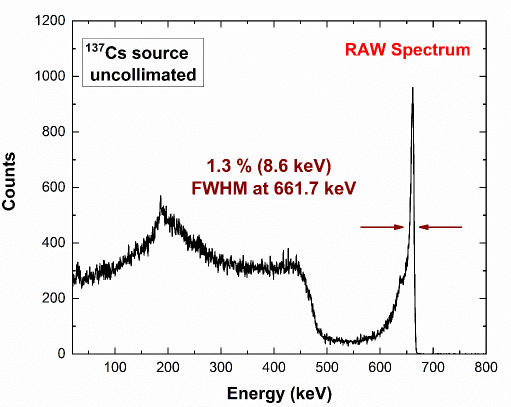 1200
1000
800
600
400
200
0
Counts
¹³⁷Cs source
uncollimated
RAW Spectrum
1.3 % (8.6 keV)
FWHM at 661.7 keV
100 200 300 400 500 600 700 800
Energy (keV)